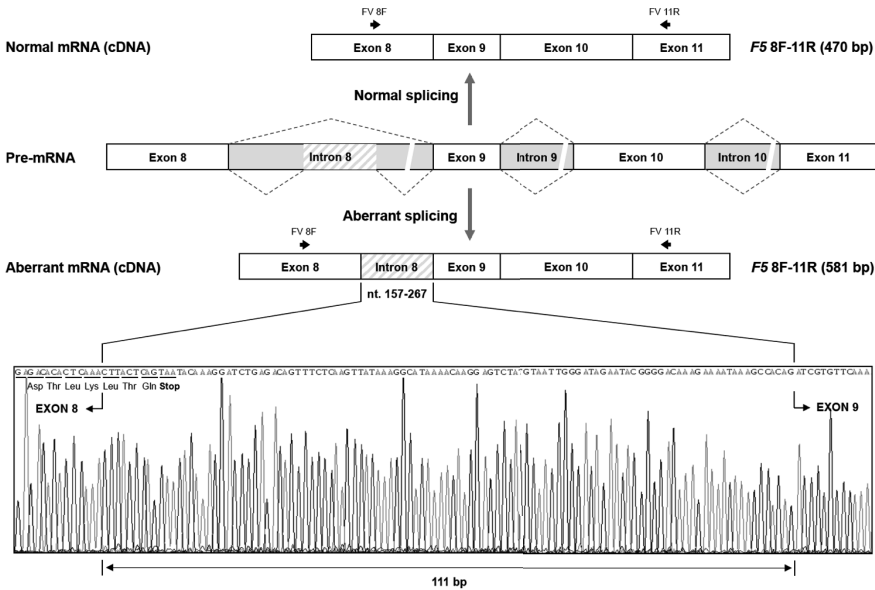 FV 8F FV 11R
Normal mRNA (cDNA) Exon 8 Exon 9 Exon 10 Exon 11 F5 8F-11R (470 bp)
Normal splicing
Pre-mRNA Exon 8 Intron 8 Exon 9 Intron 9 Exon 10 Intron 10 Exon 11
Aberrant splicing
FV 8F FV 11R
Aberrant mRNA (cDNA) Exon 8 Intron 8 Exon 9 Exon 10 Exon 11 F5 8F-11R (581 bp)
nt. 157-267
GAGACACACTCAAACTTACTCAGTAATACAAAGGATCTGAGACAGTTTCTCAAGTTATAAAGGCATAAAACAAGGAGTCTA GTAATTGGGATAGAATACGGGGACAAAGAAAATAAAGCCACAGATCGTGTTCAAA
Asp Thr Leu Lys Leu Thr Gln Stop
EXON 8 EXON 9
111 bp